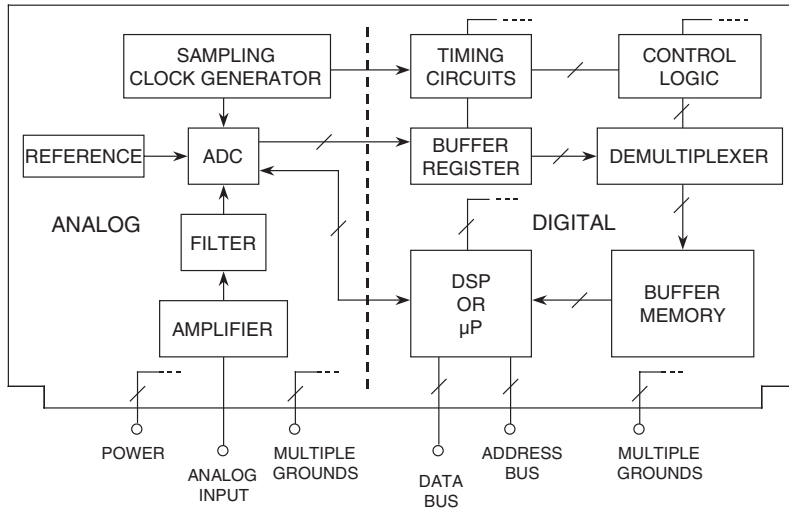 SAMPLING
CLOCK GENERATOR
TIMING
CIRCUITS
CONTROL
LOGIC
REFERENCE
ADC
BUFFER
REGISTER
DEMULTIPLEXER
ANALOG
FILTER
DIGITAL
DSP
OR
µP
BUFFER
MEMORY
AMPLIFIER
POWER
ANALOG
INPUT
MULTIPLE
GROUNDS
DATA
BUS
ADDRESS
BUS
MULTIPLE
GROUNDS